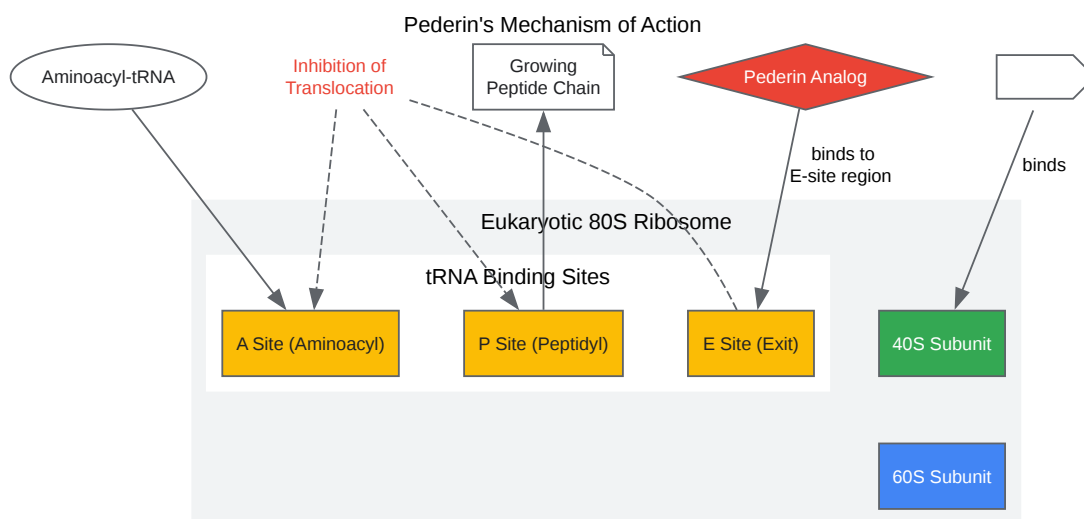 Pederin's Mechanism of Action
Aminoacyl-tRNA
Inhibition of
Translocation
Growing
Peptide Chain
Pederin Analog
binds to
E-site region
binds
Eukaryotic 80S Ribosome
tRNA Binding Sites
A Site (Aminoacyl)
P Site (Peptidyl)
E Site (Exit)
40S Subunit
60S Subunit